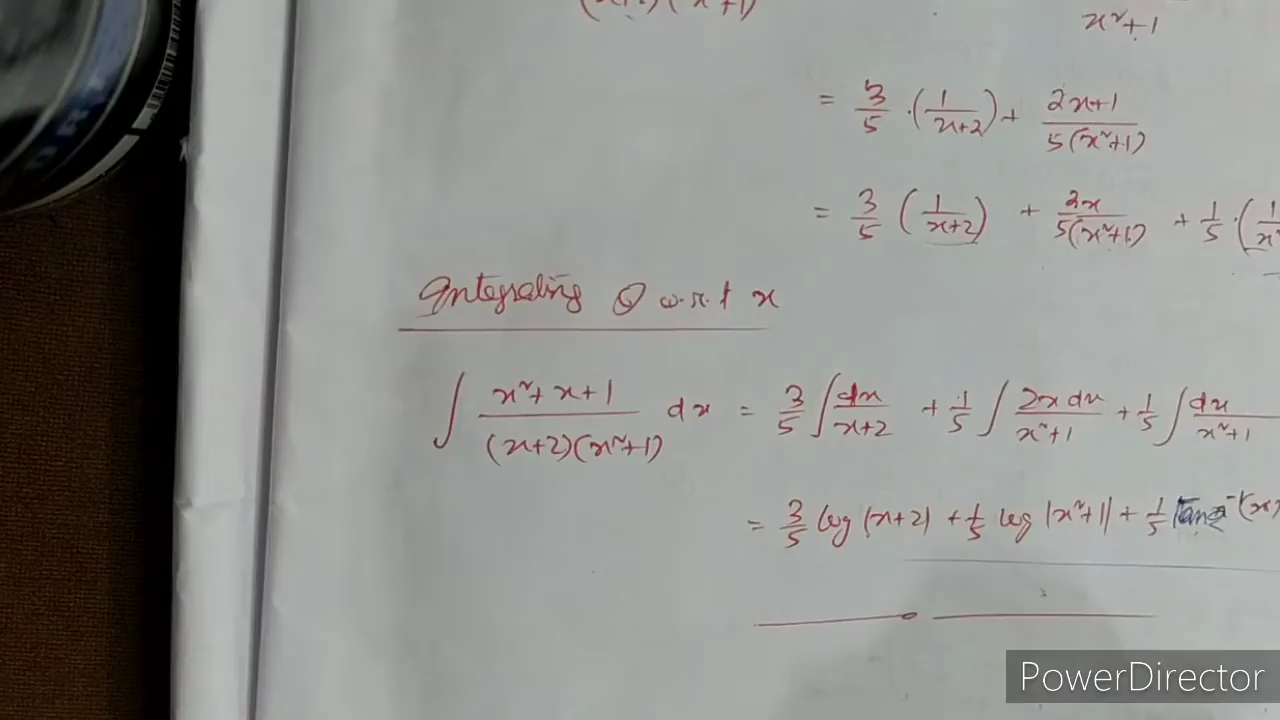 (x+2)(x²+1)
x²+1
= 3/5 ·(1/x+2) + 2x+1/5(x²+1)
= 3/5 (1/x+2) + 2x/5(x²+1) + 1/5 ·(1/x²
Integrating ① w.r.t x
∫ x²+x+1/(x+2)(x²+1) dx = 3/5 ∫ dx/x+2 + 1/5 ∫ 2x dx/x²+1 + 1/5 ∫ dx/x²+1
= 3/5 log |x+2| + 1/5 log |x²+1| + 1/5 tan⁻¹(x)
PowerDirector